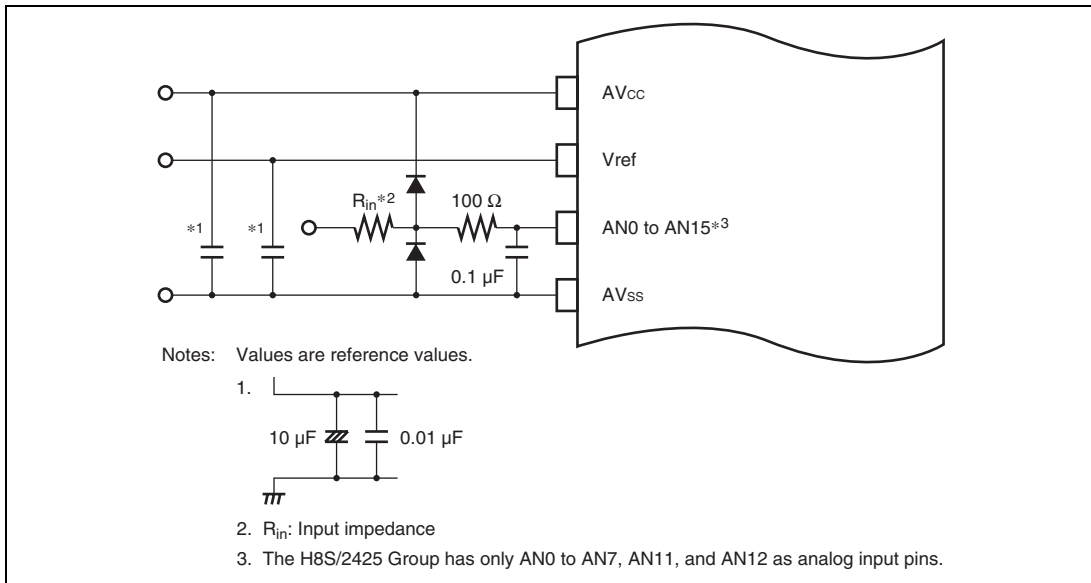 AVcc
Vref
Rin*2
100 Ω
*1
*1
AN0 to AN15*3
0.1 µF
AVss
Notes: Values are reference values.
1.
10 µF
0.01 µF
2. Rin: Input impedance
3. The H8S/2425 Group has only AN0 to AN7, AN11, and AN12 as analog input pins.